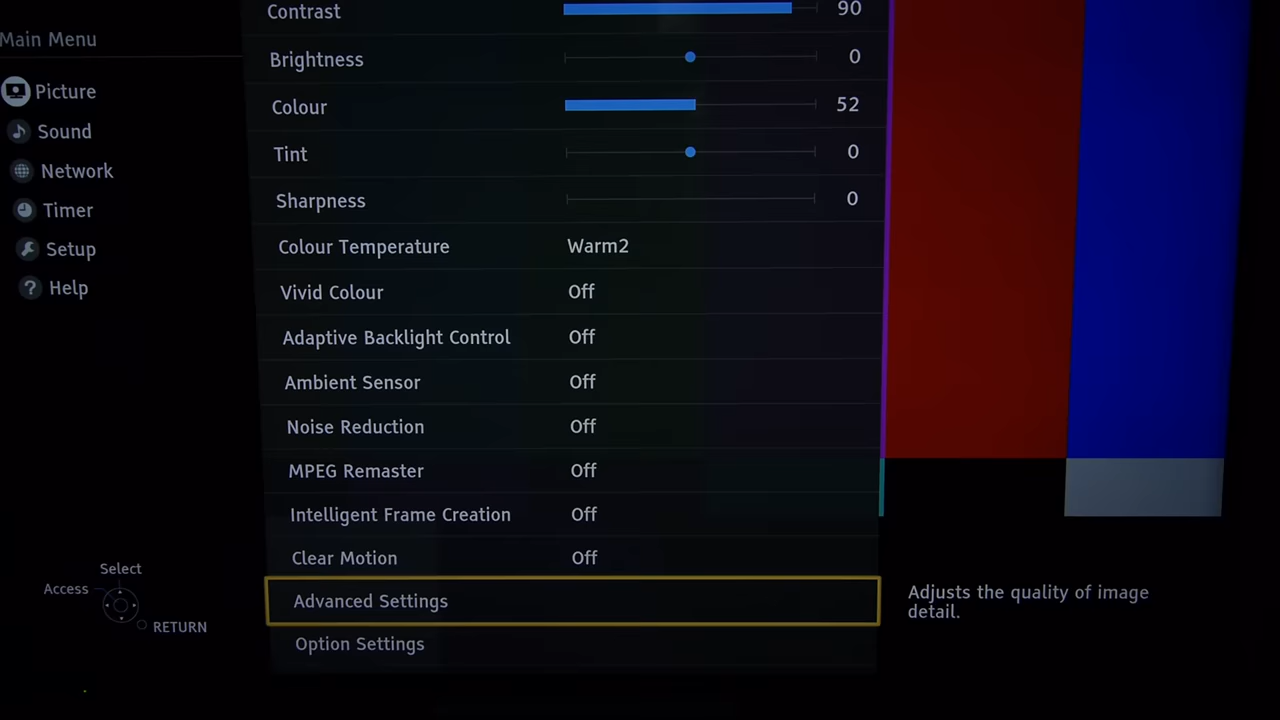 Main Menu
Picture
Sound
Network
Timer
Setup
Help
Select
Access
RETURN
Contrast 90
Brightness 0
Colour 52
Tint 0
Sharpness 0
Colour Temperature Warm2
Vivid Colour Off
Adaptive Backlight Control Off
Ambient Sensor Off
Noise Reduction Off
MPEG Remaster Off
Intelligent Frame Creation Off
Clear Motion Off
Advanced Settings
Option Settings
Adjusts the quality of image
detail.